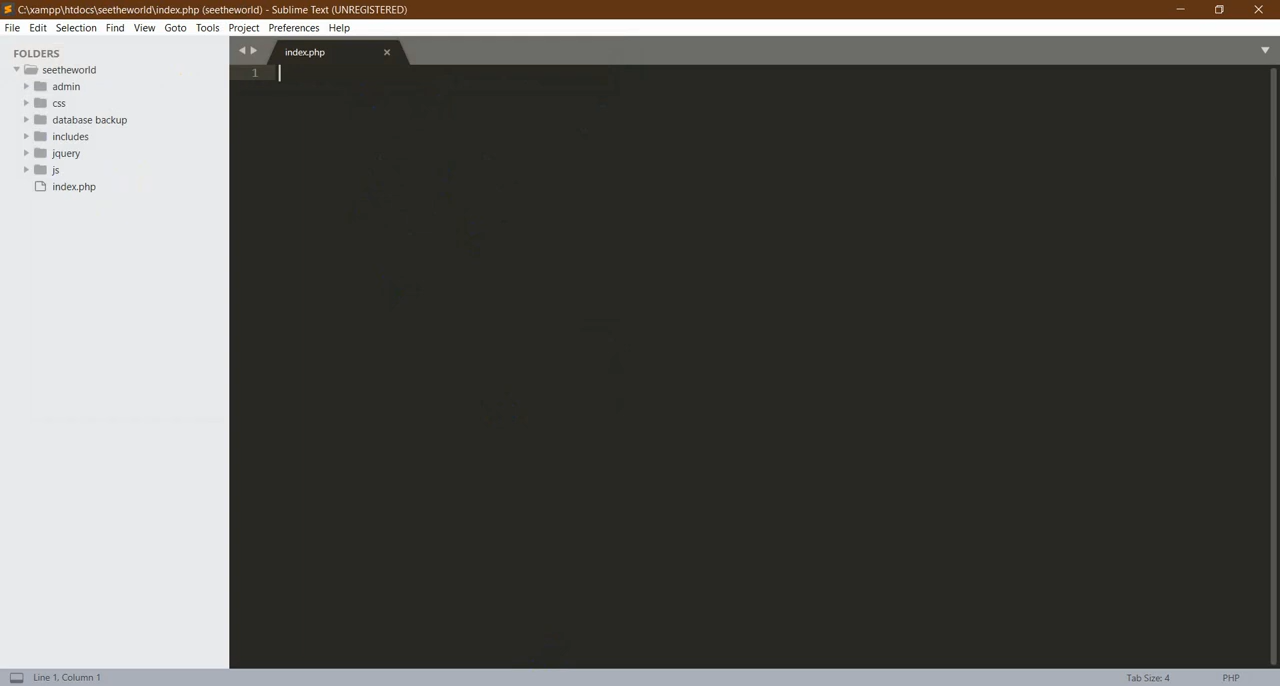 C:\xampp\htdocs\seetheworld\index.php (seetheworld) - Sublime Text (UNREGISTERED)
File Edit Selection Find View Goto Tools Project Preferences Help
FOLDERS
seetheworld
admin
css
database backup
includes
jquery
js
index.php
index.php
1
Line 1, Column 1
Tab Size: 4
PHP